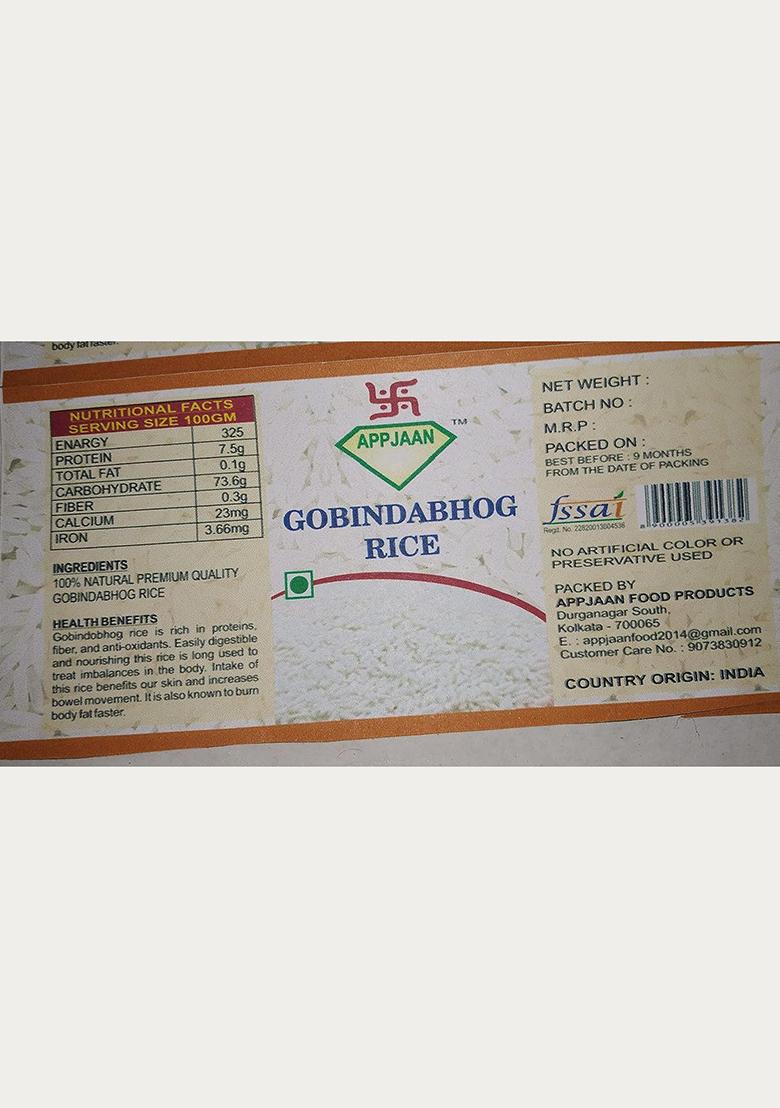 body fat faster.
NUTRITIONAL FACTS
SERVING SIZE 100GM
ENARGY 325
PROTEIN 7.5g
TOTAL FAT 0.1g
CARBOHYDRATE 73.6g
FIBER 0.3g
CALCIUM 23mg
IRON 3.66mg
INGREDIENTS
100% NATURAL PREMIUM QUALITY
GOBINDABHOG RICE
HEALTH BENEFITS
Gobindobhog rice is rich in proteins,
fiber, and anti-oxidants. Easily digestible
and nourishing this rice is long used to
treat imbalances in the body. Intake of
this rice benefits our skin and increases
bowel movement. It is also known to burn
body fat faster.
APPJAAN TM
GOBINDABHOG
RICE
NET WEIGHT :
BATCH NO :
M.R.P :
PACKED ON :
BEST BEFORE : 9 MONTHS
FROM THE DATE OF PACKING
fssai
Regd. No. 22820013004536
NO ARTIFICIAL COLOR OR
PRESERVATIVE USED
PACKED BY
APPJAAN FOOD PRODUCTS
Durganagar South,
Kolkata - 700065
E. : appjaanfood2014@gmail.com
Customer Care No. : 9073830912
COUNTRY ORIGIN: INDIA